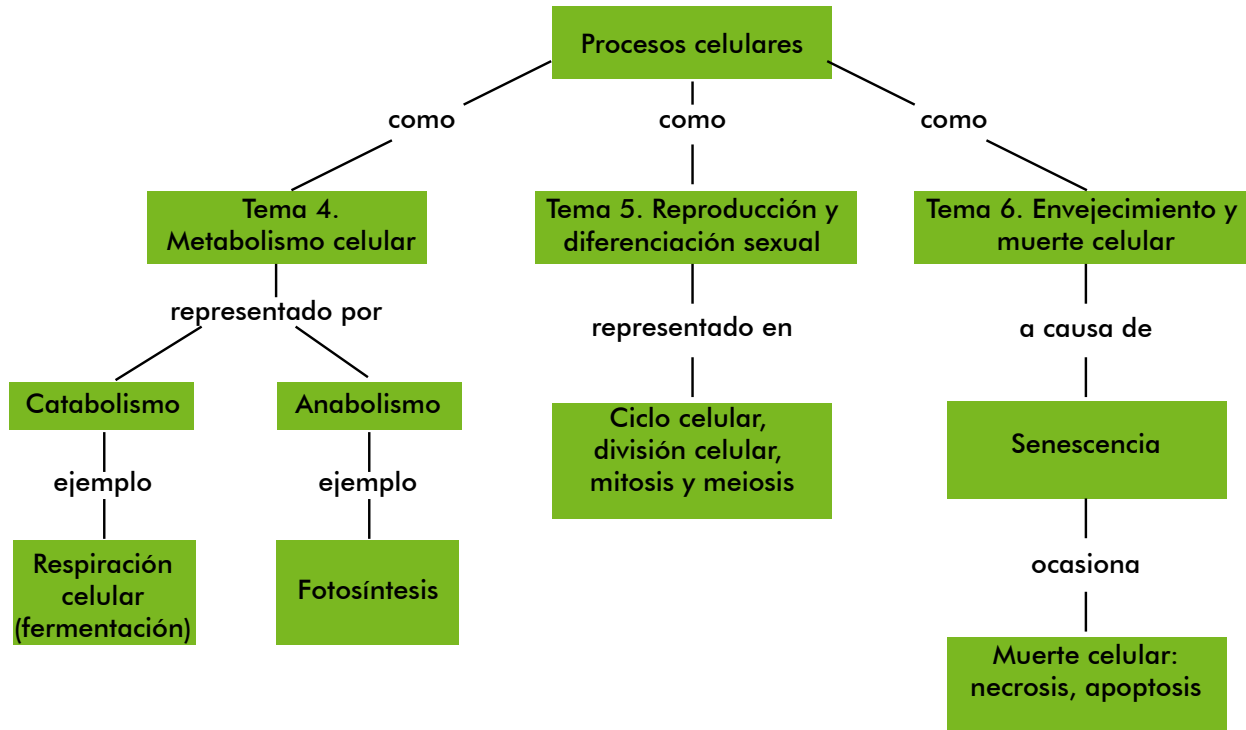 Procesos celulares
como
como
como
Tema 4.
Metabolismo celular
Tema 5. Reproducción y
diferenciación sexual
Tema 6. Envejecimiento y
muerte celular
representado por
representado en
a causa de
Catabolismo
Anabolismo
Ciclo celular,
división celular,
mitosis y meiosis
Senescencia
ejemplo
ejemplo
Respiración
celular
(fermentación)
Fotosíntesis
ocasiona
Muerte celular:
necrosis, apoptosis